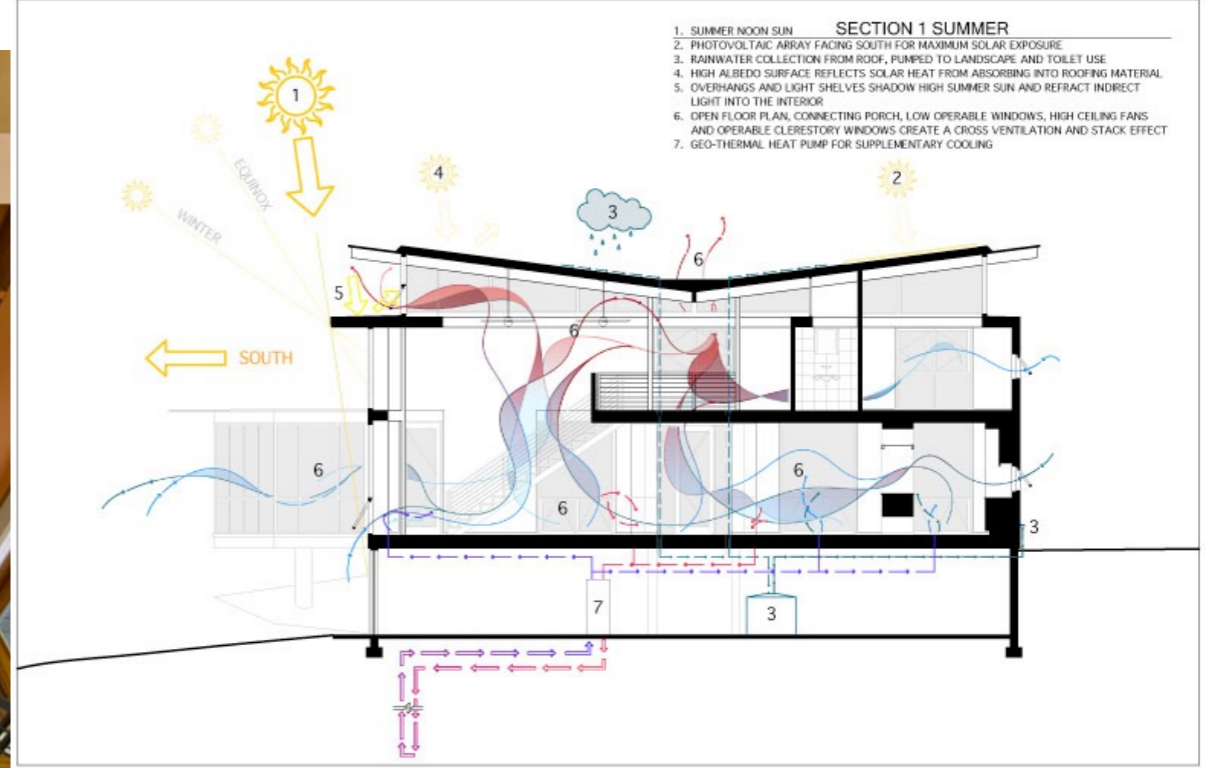 SECTION 1 SUMMER
1. SUMMER NOON SUN
2. PHOTOVOLTAIC ARRAY FACING SOUTH FOR MAXIMUM SOLAR EXPOSURE
3. RAINWATER COLLECTION FROM ROOF, PUMPED TO LANDSCAPE AND TOILET USE
4. HIGH ALBEDO SURFACE REFLECTS SOLAR HEAT FROM ABSORBING INTO ROOFING MATERIAL
5. OVERHANGS AND LIGHT SHELVES SHADOW HIGH SUMMER SUN AND REFRACT INDIRECT
LIGHT INTO THE INTERIOR
6. OPEN FLOOR PLAN, CONNECTING PORCH, LOW OPERABLE WINDOWS, HIGH CEILING FANS
AND OPERABLE CLERESTORY WINDOWS CREATE A CROSS VENTILATION AND STACK EFFECT
7. GEO-THERMAL HEAT PUMP FOR SUPPLEMENTARY COOLING
1
EQUINOX
WINTER
4
2
3
6
5
6
SOUTH
6
6
6
3
7
3